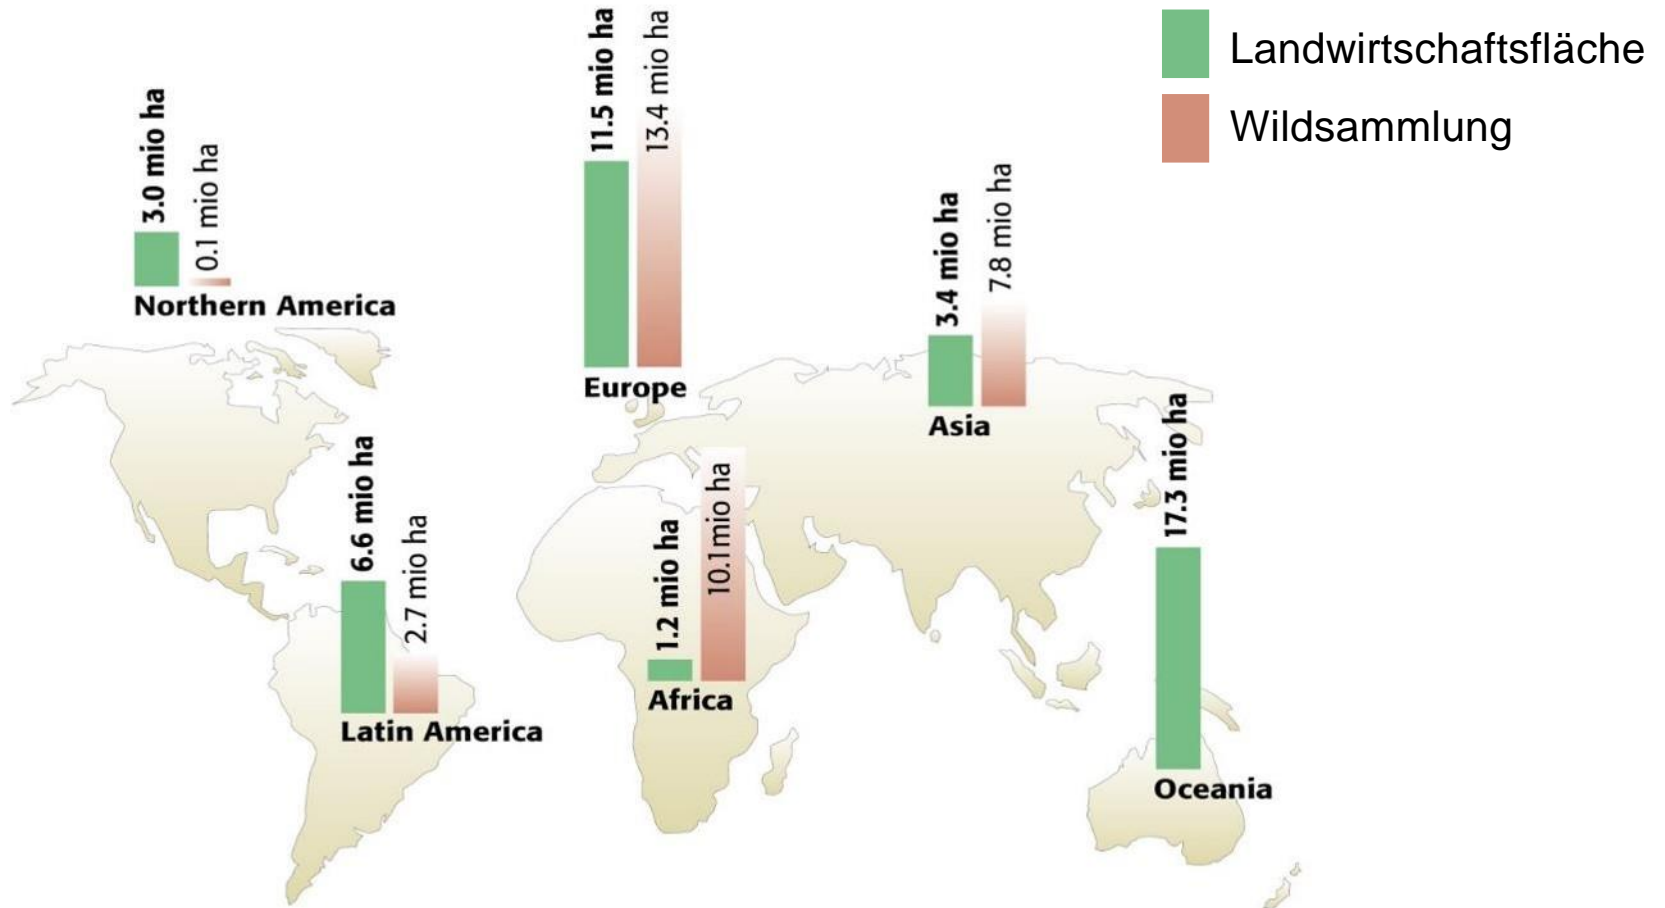 Landwirtschaftsfläche
Wildsammlung
3.0 mio ha
0.1 mio ha
Northern America
11.5 mio ha
13.4 mio ha
Europe
3.4 mio ha
7.8 mio ha
Asia
6.6 mio ha
2.7 mio ha
Latin America
1.2 mio ha
10.1 mio ha
Africa
17.3 mio ha
Oceania